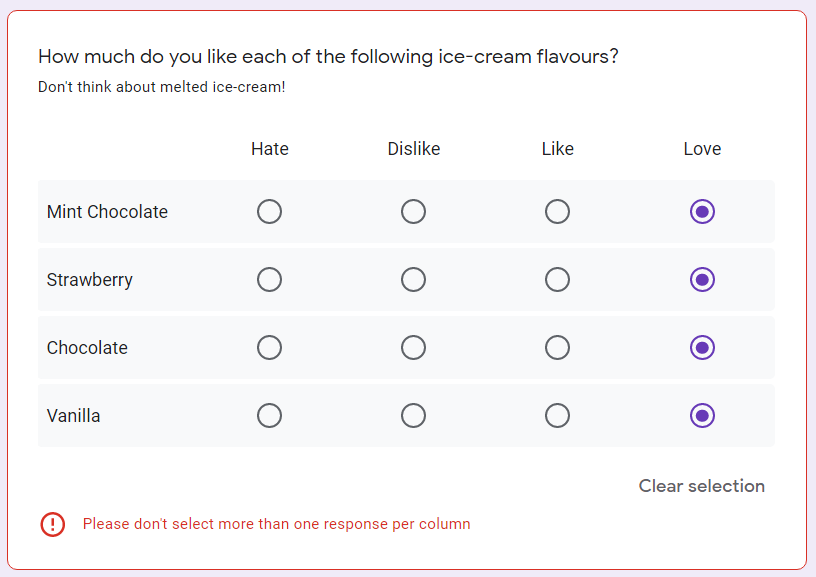 How much do you like each of the following ice-cream flavours?
Don't think about melted ice-cream!
Hate Dislike Like Love
Mint Chocolate
Strawberry
Chocolate
Vanilla
Clear selection
Please don't select more than one response per column